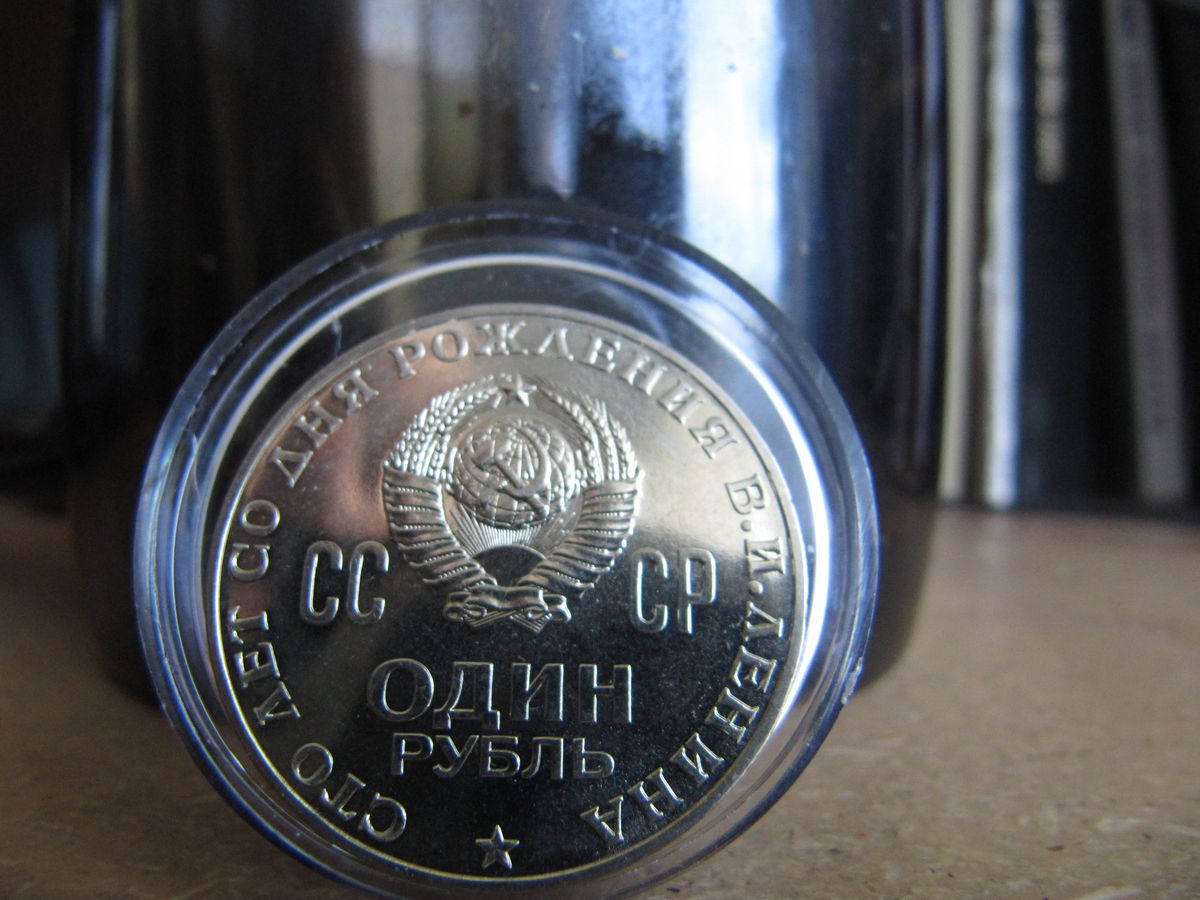 СТО ЛЕТ СО ДНЯ РОЖДЕНИЯ В.И.ЛЕНИНА
СС СР
ОДИН
РУБЛЬ